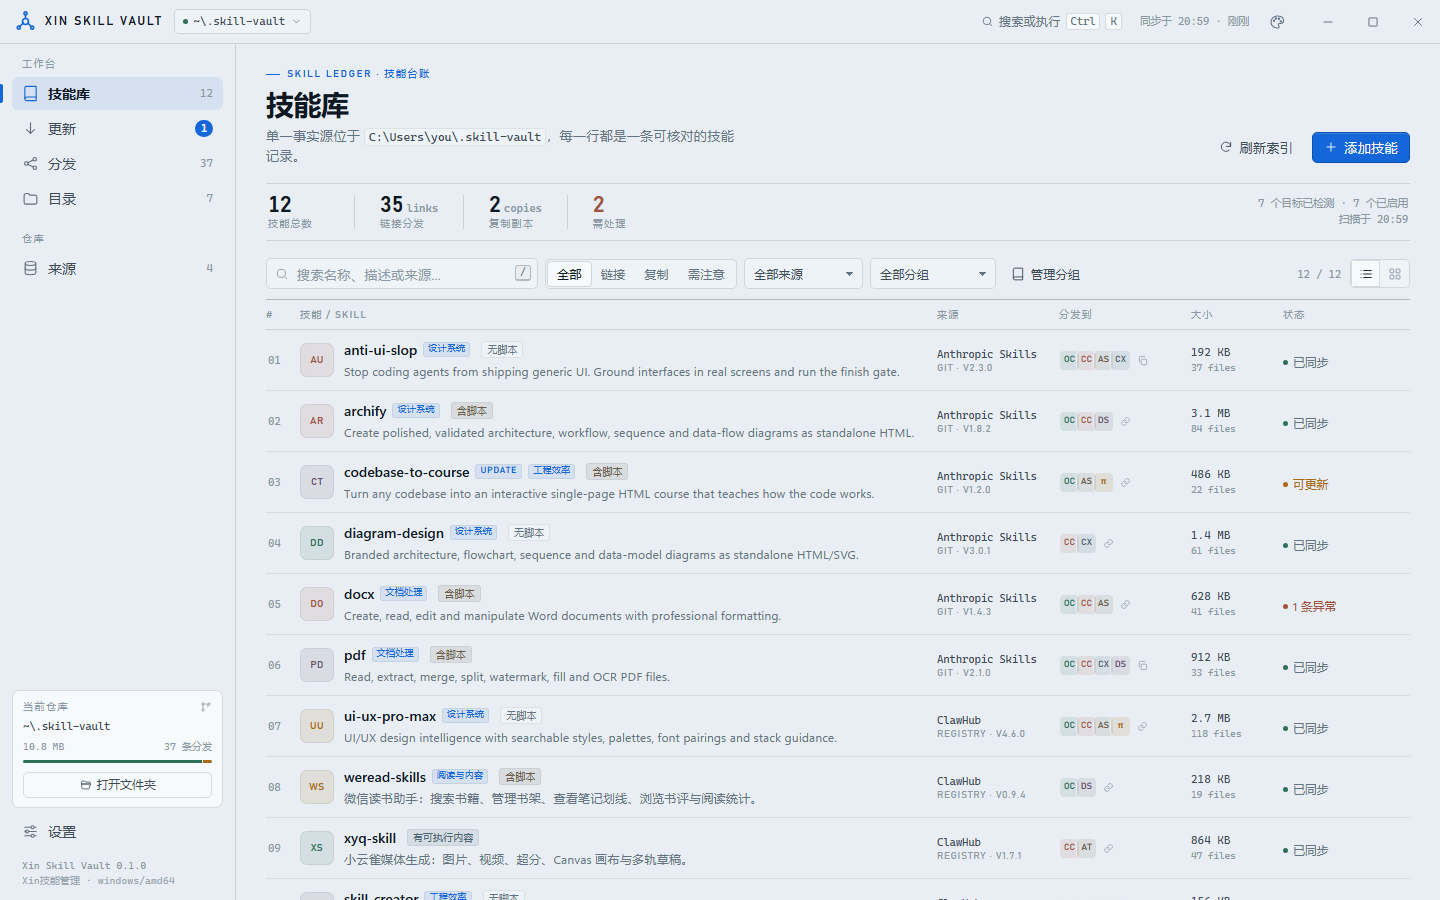 XIN SKILL VAULT
~\.skill-vault
搜索或执行 Ctrl K
同步于 20:59 · 刚刚
工作台
技能库 12
更新 1
分发 37
目录 7
仓库
来源 4
当前仓库
~\.skill-vault
10.8 MB 37 条分发
打开文件夹
设置
Xin Skill Vault 0.1.0
Xin技能管理 · windows/amd64
SKILL LEDGER · 技能台账
技能库
单一事实源位于 C:\Users\you\.skill-vault, 每一行都是一条可核对的技能
记录。
刷新索引
+ 添加技能
12
技能总数
35 links
链接分发
2 copies
复制副本
2
需处理
7 个目标已检测 · 7 个已启用
扫描于 20:59
搜索名称、描述或来源... /
全部 链接 复制 需注意
全部来源
全部分组
管理分组
12 / 12
# 技能 / SKILL 来源 分发到 大小 状态
01 AU anti-ui-slop 设计系统 无脚本
Stop coding agents from shipping generic UI. Ground interfaces in real screens and run the finish gate.
Anthropic Skills
GIT · V2.3.0
OC CC AS CX
192 KB
37 files
已同步
02 AR archify 设计系统 含脚本
Create polished, validated architecture, workflow, sequence and data-flow diagrams as standalone HTML.
Anthropic Skills
GIT · V1.8.2
OC CC DS
3.1 MB
84 files
已同步
03 CT codebase-to-course UPDATE 工程效率 含脚本
Turn any codebase into an interactive single-page HTML course that teaches how the code works.
Anthropic Skills
GIT · V1.2.0
OC AS π
486 KB
22 files
可更新
04 DD diagram-design 设计系统 无脚本
Branded architecture, flowchart, sequence and data-model diagrams as standalone HTML/SVG.
Anthropic Skills
GIT · V3.0.1
CC CX
1.4 MB
61 files
已同步
05 DO docx 文档处理 含脚本
Create, read, edit and manipulate Word documents with professional formatting.
Anthropic Skills
GIT · V1.4.3
OC CC AS
628 KB
41 files
1 条异常
06 PD pdf 文档处理 含脚本
Read, extract, merge, split, watermark, fill and OCR PDF files.
Anthropic Skills
GIT · V2.1.0
OC CC CX DS
912 KB
33 files
已同步
07 UU ui-ux-pro-max 设计系统 无脚本
UI/UX design intelligence with searchable styles, palettes, font pairings and stack guidance.
ClawHub
REGISTRY · V4.6.0
OC CC AS π
2.7 MB
118 files
已同步
08 WS weread-skills 阅读与内容 含脚本
微信读书助手：搜索书籍、管理书架、查看笔记划线、浏览书评与阅读统计。
ClawHub
REGISTRY · V0.9.4
OC DS
218 KB
19 files
已同步
09 XS xyq-skill 有可执行内容
小云雀媒体生成：图片、视频、超分、Canvas 画布与多轨草稿。
ClawHub
REGISTRY · V1.7.1
CC AT
864 KB
47 files
已同步
skill-creator 工程效率 无脚本
ClawHub
156 KB